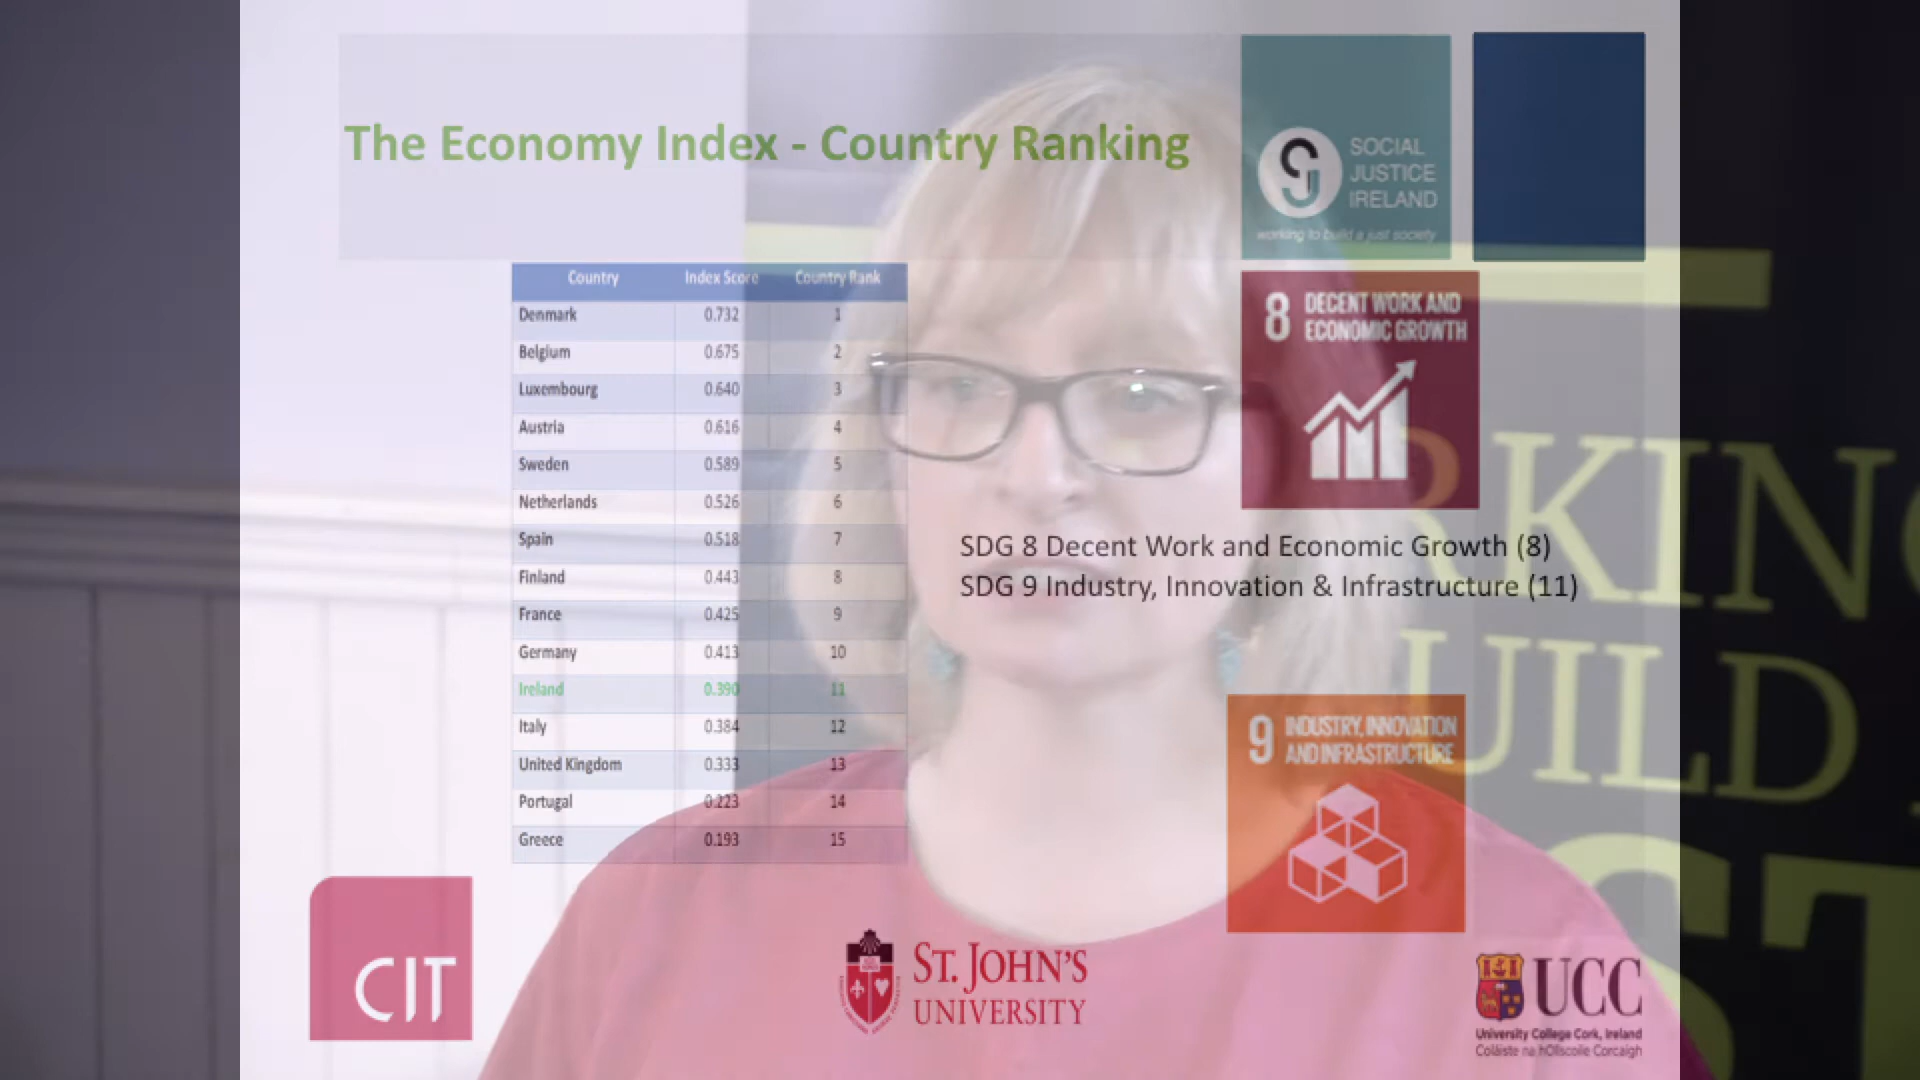 The Economy Index - Country Ranking
SOCIAL
JUSTICE
IRELAND
working to build a just society
Country Index Score Country Rank
Denmark 0.732 1
Belgium 0.675 2
Luxembourg 0.640 3
Austria 0.616 4
Sweden 0.589 5
Netherlands 0.526 6
Spain 0.518 7
Finland 0.443 8
France 0.425 9
Germany 0.413 10
Ireland 0.390 11
Italy 0.384 12
United Kingdom 0.333 13
Portugal 0.223 14
Greece 0.193 15
8 DECENT WORK AND
ECONOMIC GROWTH
SDG 8 Decent Work and Economic Growth (8)
SDG 9 Industry, Innovation & Infrastructure (11)
9 INDUSTRY, INNOVATION
AND INFRASTRUCTURE
RKING
UILD
ST
CIT
ST. JOHN'S
UNIVERSITY
UCC
University College Cork, Ireland
Coláiste na hOllscoile Corcaigh